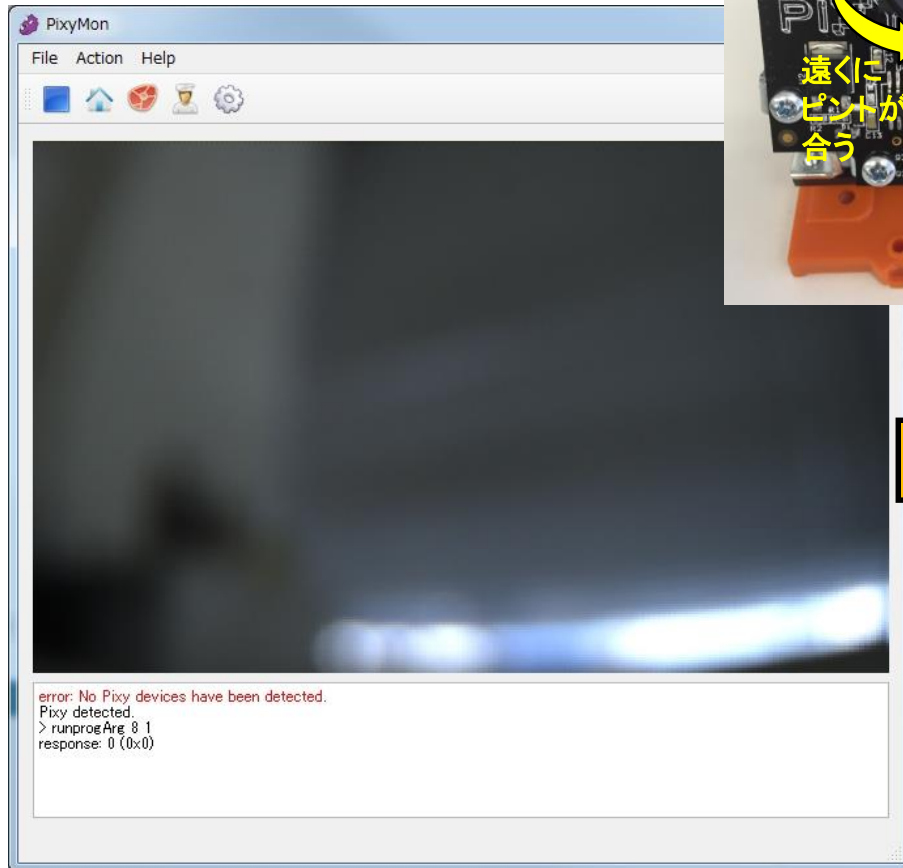 PixyMon
File Action Help
遠くに
ピントが
合う
error: No Pixy devices have been detected.
Pixy detected.
> runprogArg 8 1
response: 0 (0x0)